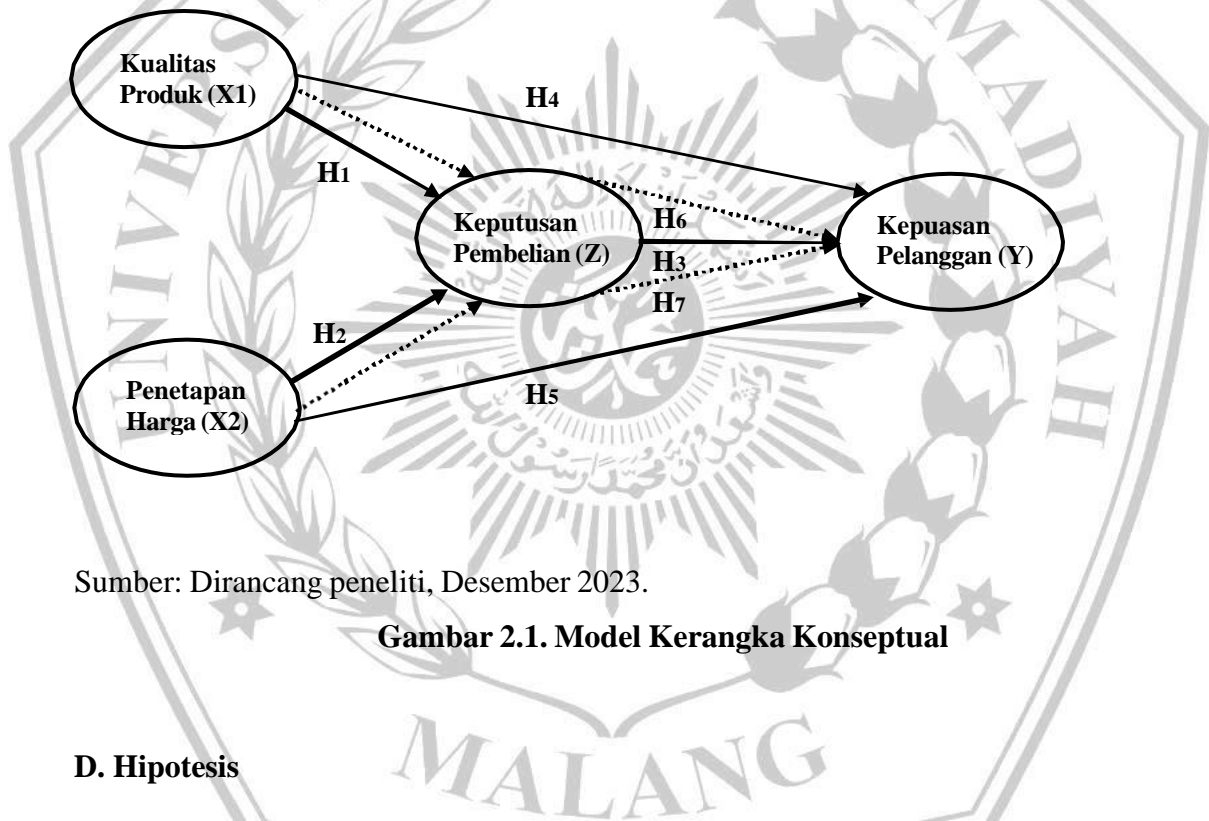 Kualitas
Produk (X1)
H4
H1
Keputusan
Pembelian (Z)
H6
H3
H7
Kepuasan
Pelanggan (Y)
H2
Penetapan
Harga (X2)
H5
Sumber: Dirancang peneliti, Desember 2023.
Gambar 2.1. Model Kerangka Konseptual
D. Hipotesis
MALANG